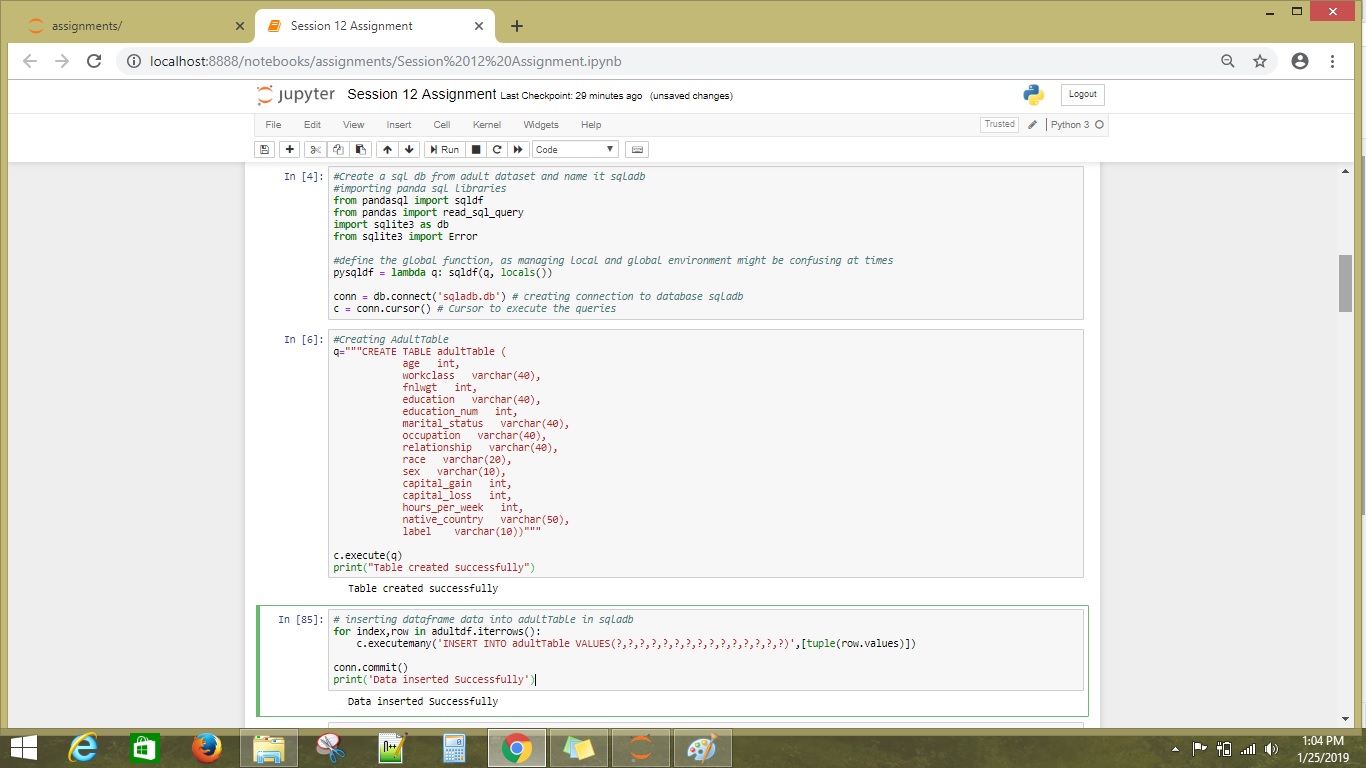 assignments/
Session 12 Assignment
localhost:8888/notebooks/assignments/Session%2012%20Assignment.ipynb
jupyter Session 12 Assignment Last Checkpoint: 29 minutes ago (unsaved changes)
Logout
File Edit View Insert Cell Kernel Widgets Help
Trusted Python 3
Run Code
In [4]: #Create a sql db from adult dataset and name it sqladb
#importing panda sql libraries
from pandasql import sqldf
from pandas import read_sql_query
import sqlite3 as db
from sqlite3 import Error
#define the global function, as managing local and global environment might be confusing at times
pysqldf = lambda q: sqldf(q, locals())
conn = db.connect('sqladb.db') # creating connection to database sqladb
c = conn.cursor() # Cursor to execute the queries
In [6]: #Creating AdultTable
q="""CREATE TABLE adultTable (
age int,
workclass varchar(40),
fnlwgt int,
education varchar(40),
education_num int,
marital_status varchar(40),
occupation varchar(40),
relationship varchar(40),
race varchar(20),
sex varchar(10),
capital_gain int,
capital_loss int,
hours_per_week int,
native_country varchar(50),
label varchar(10))"""
c.execute(q)
print("Table created successfully")
Table created successfully
In [85]: # inserting dataframe data into adultTable in sqladb
for index,row in adultdf.iterrows():
c.executemany('INSERT INTO adultTable VALUES(?,?,?,?,?,?,?,?,?,?,?,?,?,?,?)',[tuple(row.values)])
conn.commit()
print('Data inserted Successfully')
Data inserted Successfully
1:04 PM
1/25/2019